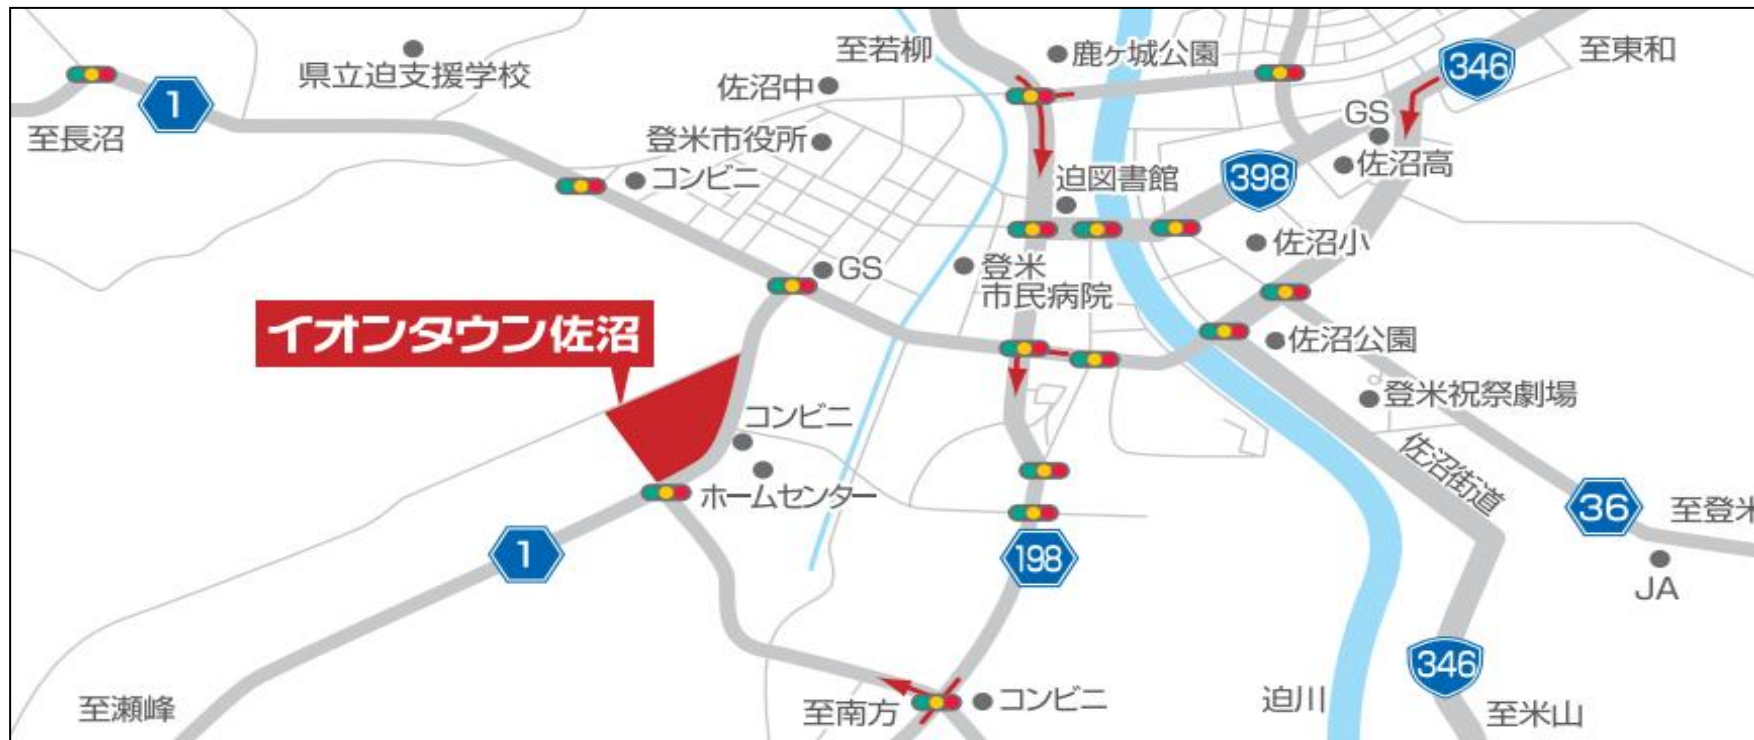 至若柳
鹿ヶ城公園
346
至東和
県立迫支援学校
佐沼中
1
GS
至長沼
登米市役所
佐沼高
コンビニ
迫図書館
398
佐沼小
GS
登米
市民病院
イオンタウン佐沼
佐沼公園
登米祝祭劇場
コンビニ
佐沼街道
ホームセンター
36
至登米
1
198
JA
346
至瀬峰
至南方
コンビニ
迫川
至米山